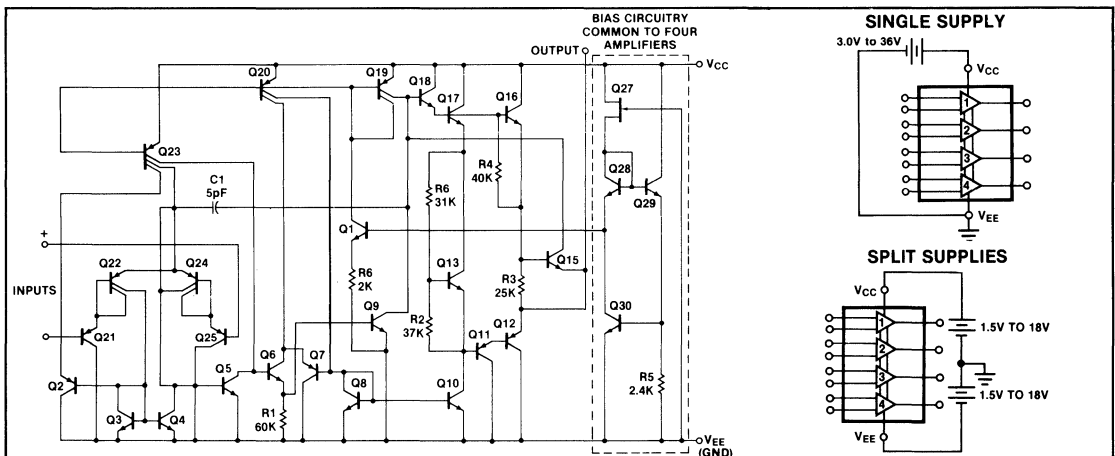 BIAS CIRCUITRY
COMMON TO FOUR
AMPLIFIERS
OUTPUT
VCC
Q20
Q19
Q18
Q17
Q16
Q27
Q23
C1
5pF
R4
40K
Q28
Q29
R6
31K
Q1
+
Q22
Q24
INPUTS
R6
2K
Q13
Q15
R3
25K
Q9
R2
37K
Q30
Q21
Q25
Q11
Q12
Q2
Q5
Q6
Q7
Q8
Q10
R5
2.4K
Q3
Q4
R1
60K
VEE
(GND)
SINGLE SUPPLY
3.0V to 36V
VCC
1
2
3
4
VEE
SPLIT SUPPLIES
VCC
1
2
3
4
1.5V TO 18V
1.5V TO 18V
VEE